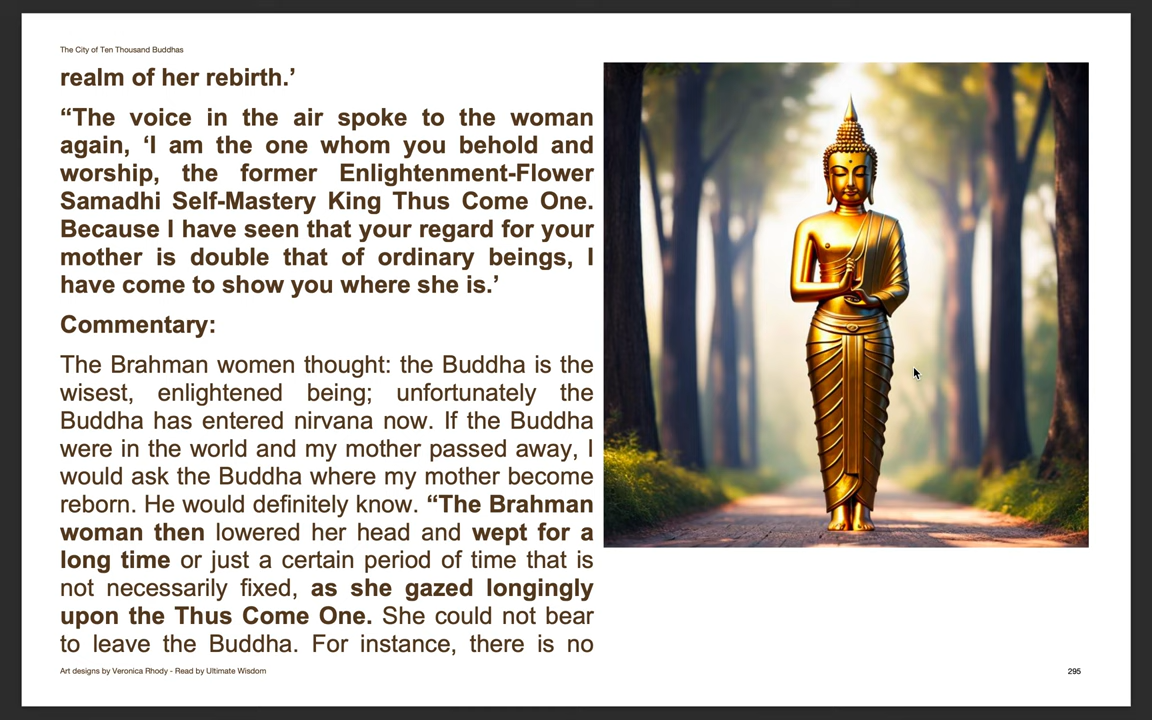 The City of Ten Thousand Buddhas
realm of her rebirth.’
“The voice in the air spoke to the woman
again, ‘I am the one whom you behold and
worship, the former Enlightenment-Flower
Samadhi Self-Mastery King Thus Come One.
Because I have seen that your regard for your
mother is double that of ordinary beings, I
have come to show you where she is.’
Commentary:
The Brahman women thought: the Buddha is the
wisest, enlightened being; unfortunately the
Buddha has entered nirvana now. If the Buddha
were in the world and my mother passed away, I
would ask the Buddha where my mother become
reborn. He would definitely know. “The Brahman
woman then lowered her head and wept for a
long time or just a certain period of time that is
not necessarily fixed, as she gazed longingly
upon the Thus Come One. She could not bear
to leave the Buddha. For instance, there is no
Art designs by Veronica Rhody - Read by Ultimate Wisdom
295